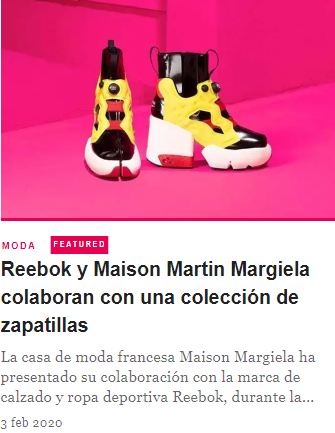 MODA FEATURED
Reebok y Maison Martin Margiela
colaboran con una colección de
zapatillas
La casa de moda francesa Maison Margiela ha
presentado su colaboración con la marca de
calzado y ropa deportiva Reebok, durante la...
3 feb 2020